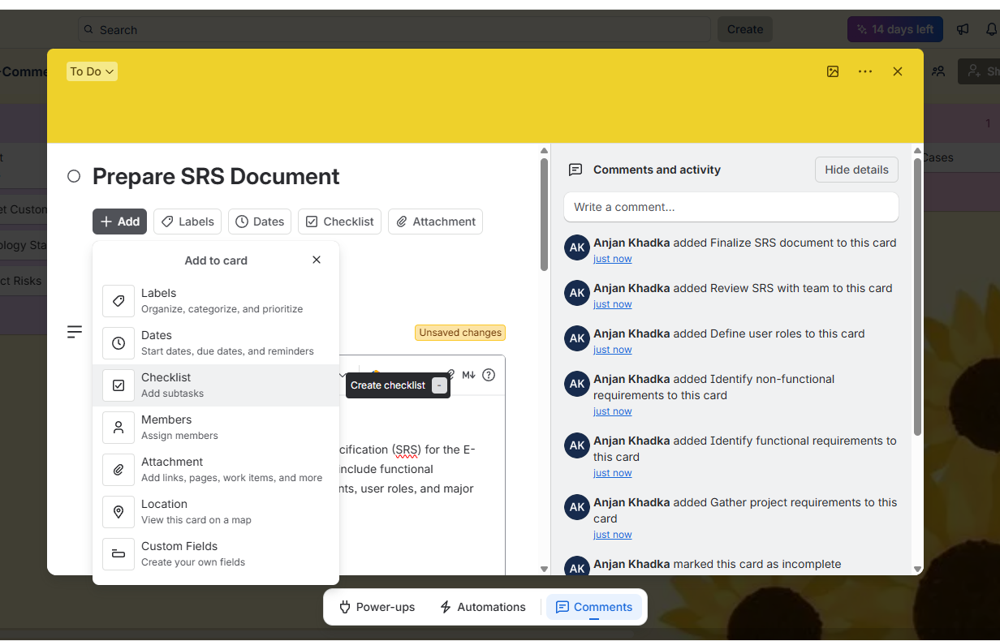 Search
Create
14 days left
-Comme
Sh
To Do
1
t
Cases
et Custom
ology Sta
ct Risks
Prepare SRS Document
Add
Labels
Dates
Checklist
Attachment
Add to card
Labels
Organize, categorize, and prioritize
Dates
Start dates, due dates, and reminders
Checklist
Add subtasks
Members
Assign members
Attachment
Add links, pages, work items, and more
Location
View this card on a map
Custom Fields
Create your own fields
Unsaved changes
M
Create checklist -
cification (SRS) for the E-
include functional
nts, user roles, and major
Comments and activity
Hide details
Write a comment...
AK
Anjan Khadka added Finalize SRS document to this card
just now
AK
Anjan Khadka added Review SRS with team to this card
just now
AK
Anjan Khadka added Define user roles to this card
just now
AK
Anjan Khadka added Identify non-functional
requirements to this card
just now
AK
Anjan Khadka added Identify functional requirements to
this card
just now
AK
Anjan Khadka added Gather project requirements to this
card
just now
AK
Anjan Khadka marked this card as incomplete
Power-ups
Automations
Comments